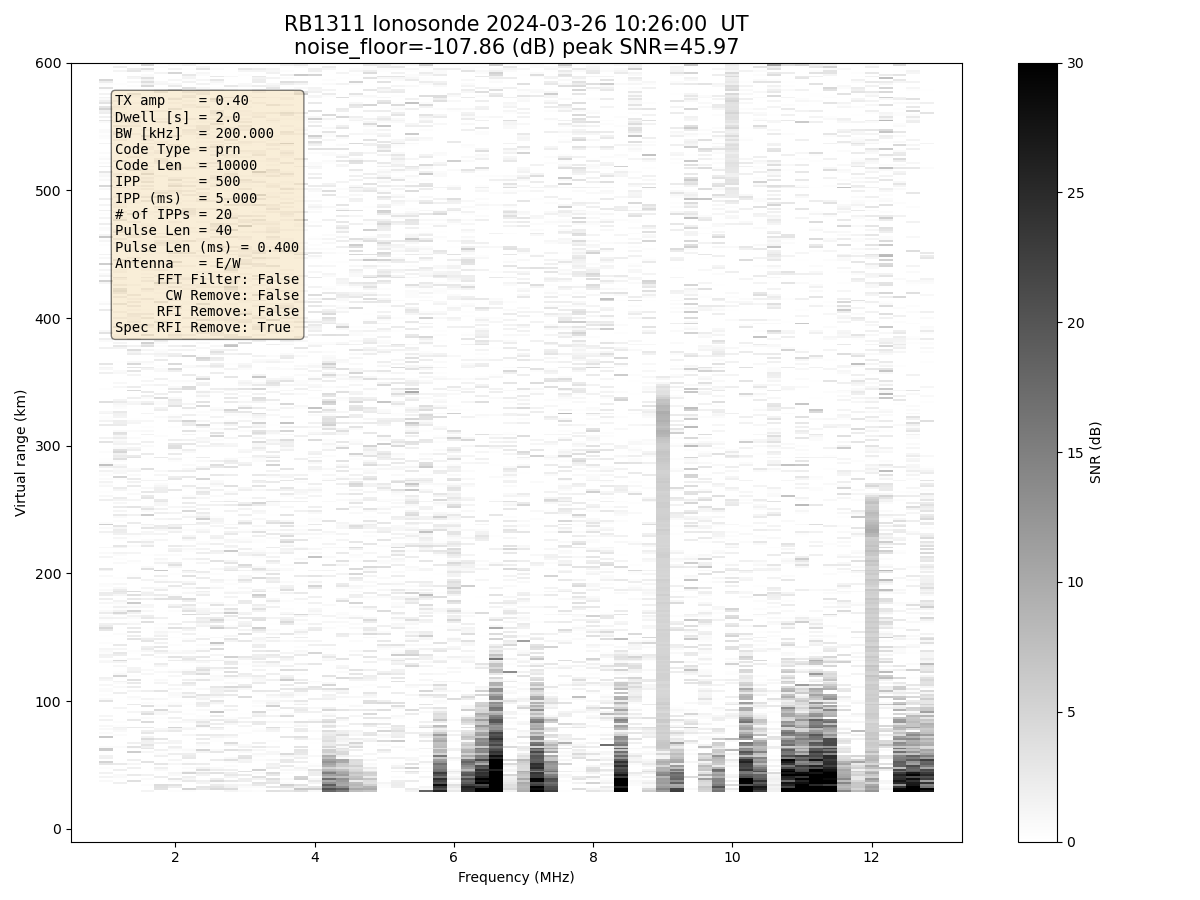 RB1311 Ionosonde 2024-03-26 10:26:00  UT
noise_floor=-107.86 (dB) peak SNR=45.97
TX amp    = 0.40
Dwell [s] = 2.0
BW [kHz]  = 200.000
Code Type = prn
Code Len  = 10000
IPP       = 500
IPP (ms)  = 5.000
# of IPPs = 20
Pulse Len = 40
Pulse Len (ms) = 0.400
Antenna   = E/W
FFT Filter: False
CW Remove: False
RFI Remove: False
Spec RFI Remove: True
Virtual range (km)
600
500
400
300
200
100
0
2
4
6
8
10
12
Frequency (MHz)
30
25
20
15
10
5
0
SNR (dB)